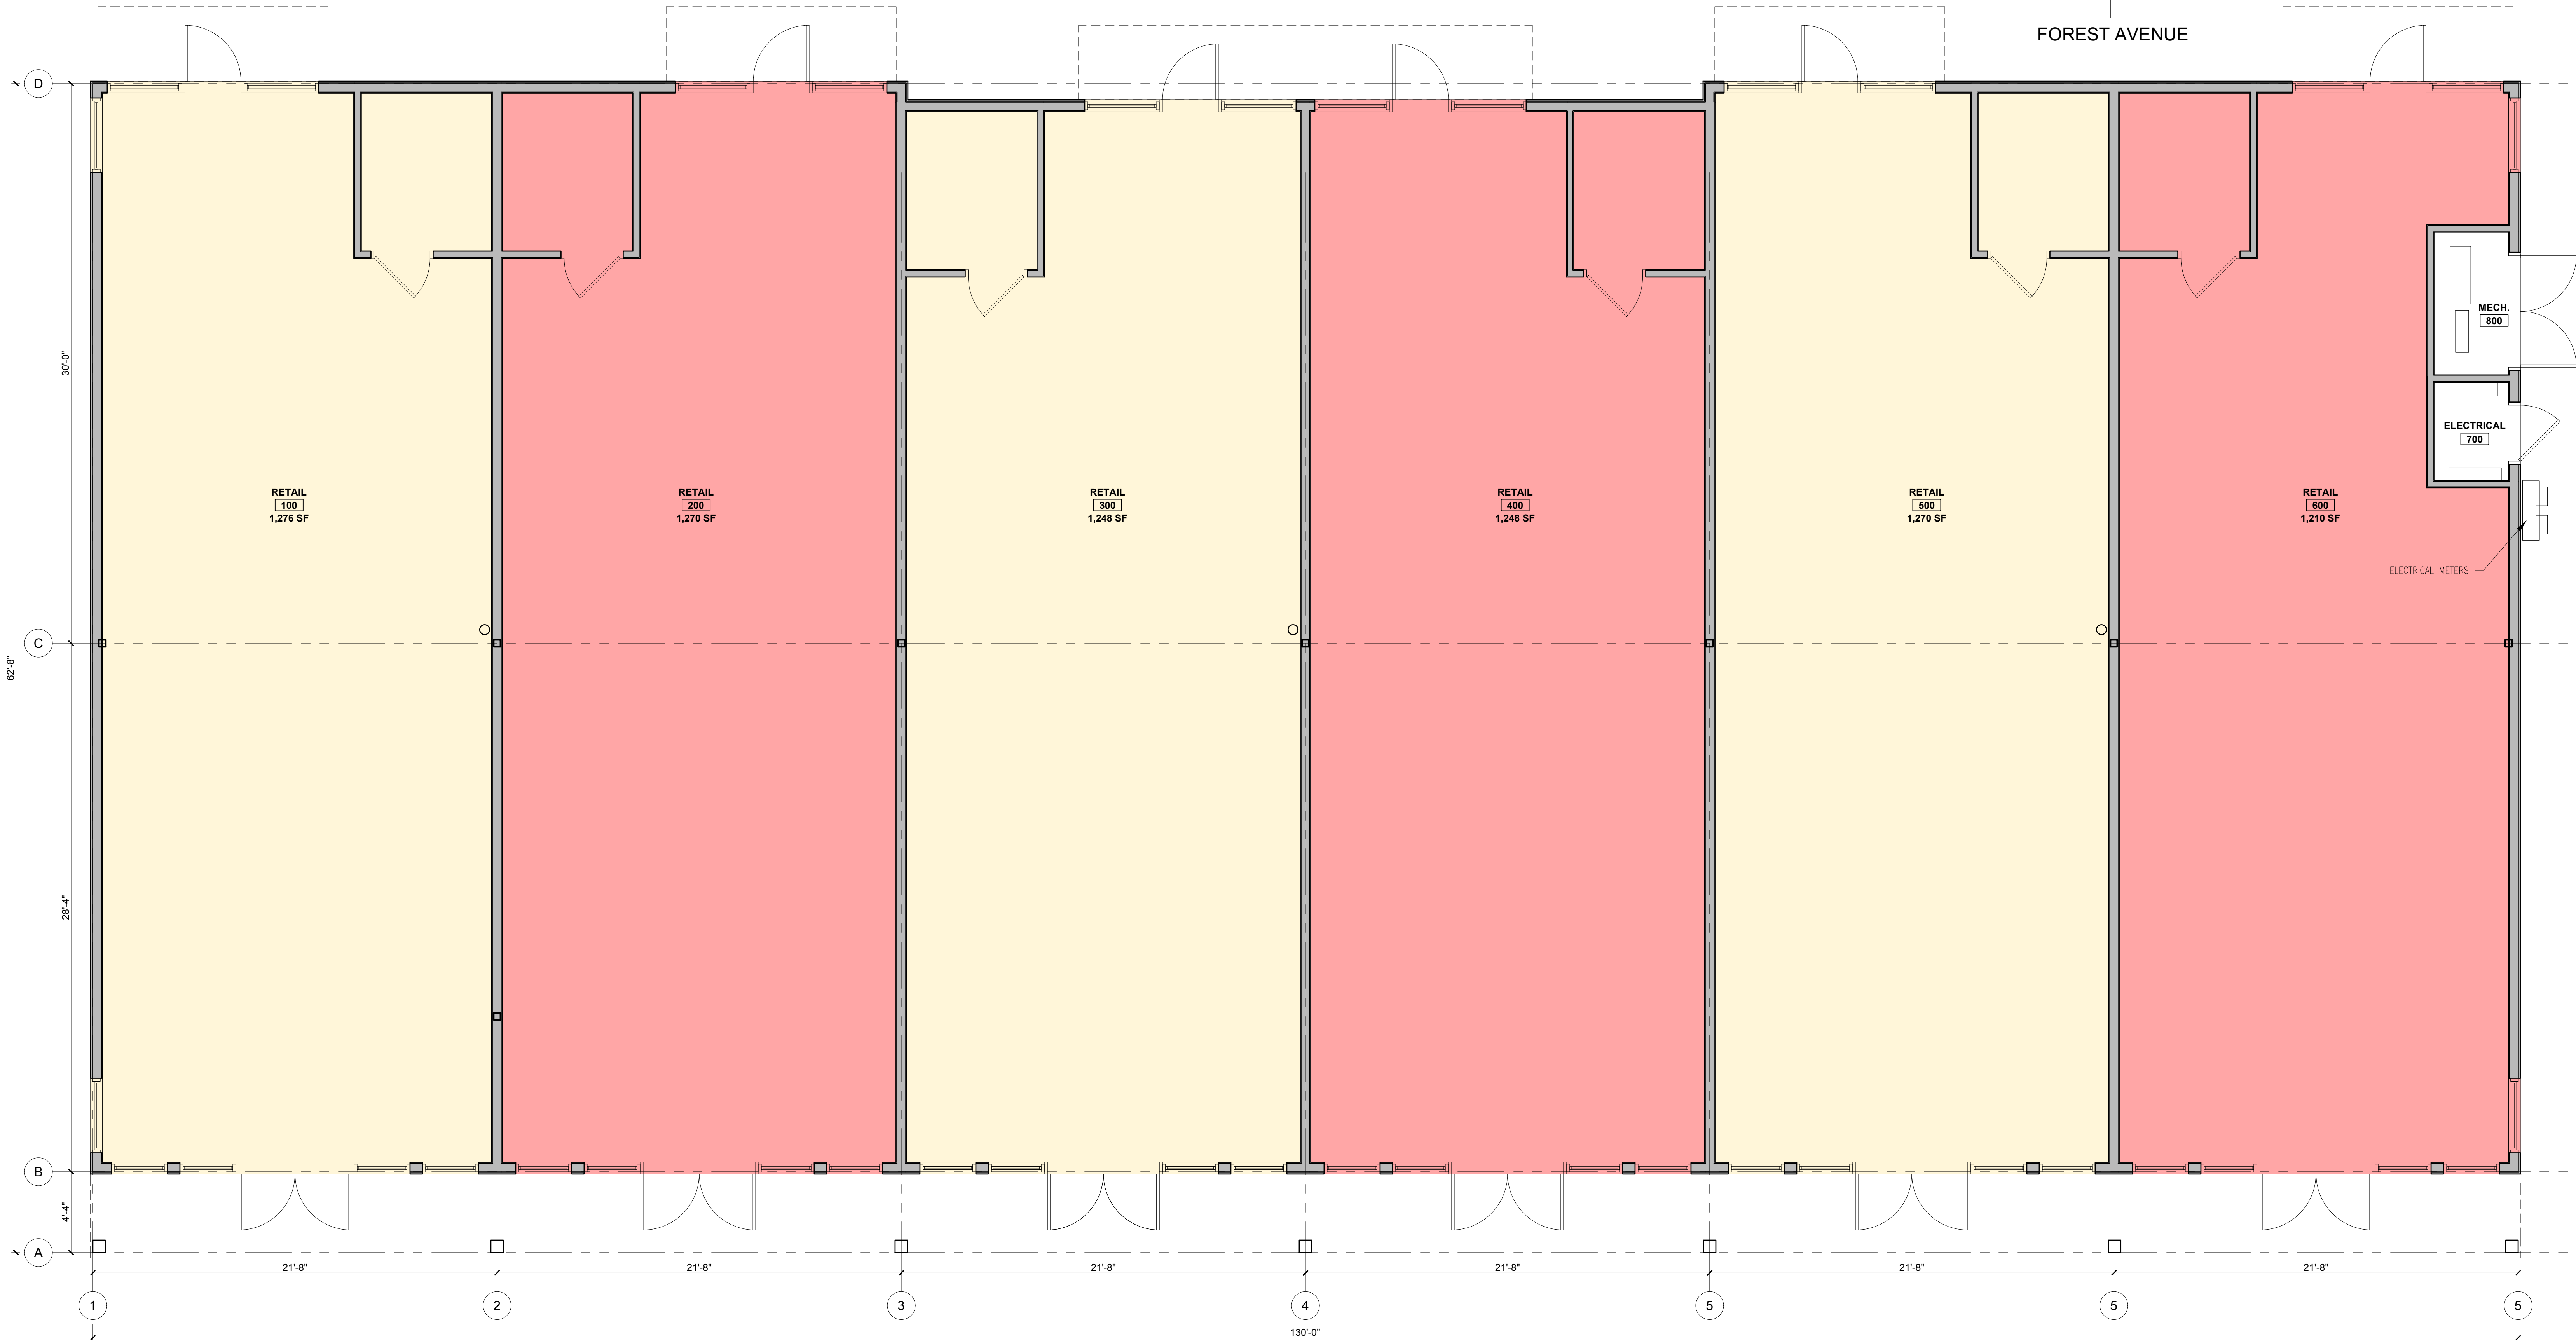 FOREST AVENUE
D
30'-0"
MECH.
800
ELECTRICAL
700
RETAIL
100
1,276 SF
RETAIL
200
1,270 SF
RETAIL
300
1,248 SF
RETAIL
400
1,248 SF
RETAIL
500
1,270 SF
RETAIL
600
1,210 SF
ELECTRICAL METERS
C
62'-8"
28'-4"
B
4'-4"
A
21'-8"
21'-8"
21'-8"
21'-8"
21'-8"
21'-8"
1
2
3
4
5
5
5
130'-0"